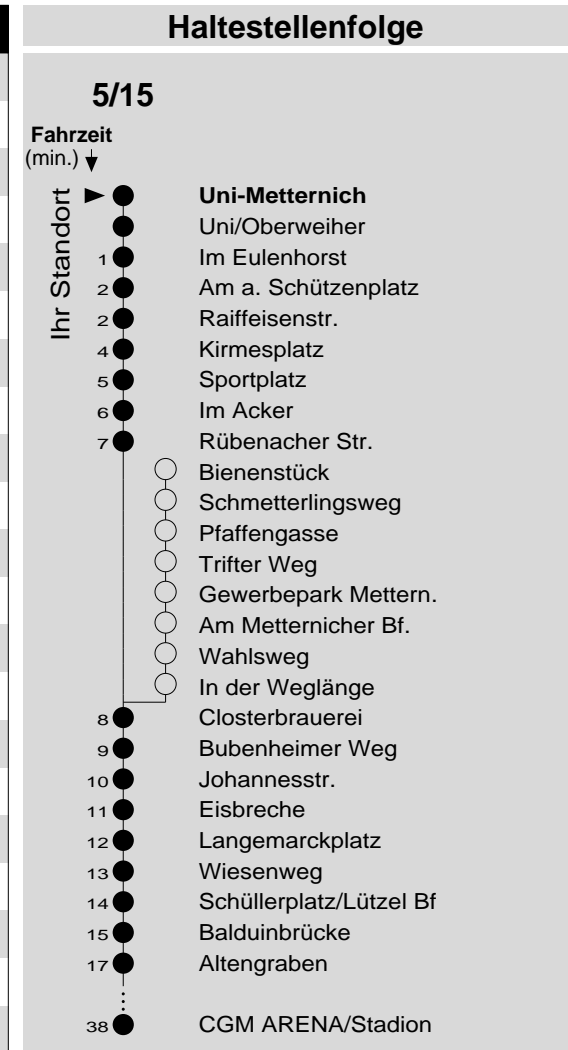 Haltestellenfolge
5/15
Fahrzeit
(min.)
Ihr Standort
Uni-Metternich
Uni/Oberweiher
1 Im Eulenhorst
2 Am a. Schützenplatz
2 Raiffeisenstr.
4 Kirmesplatz
5 Sportplatz
6 Im Acker
7 Rübenacher Str.
Bienenstück
Schmetterlingsweg
Pfaffengasse
Trifter Weg
Gewerbepark Mettern.
Am Metternicher Bf.
Wahlsweg
In der Weglänge
8 Closterbrauerei
9 Bubenheimer Weg
10 Johannesstr.
11 Eisbreche
12 Langemarckplatz
13 Wiesenweg
14 Schüllerplatz/Lützel Bf
15 Balduinbrücke
17 Altengraben
38 CGM ARENA/Stadion